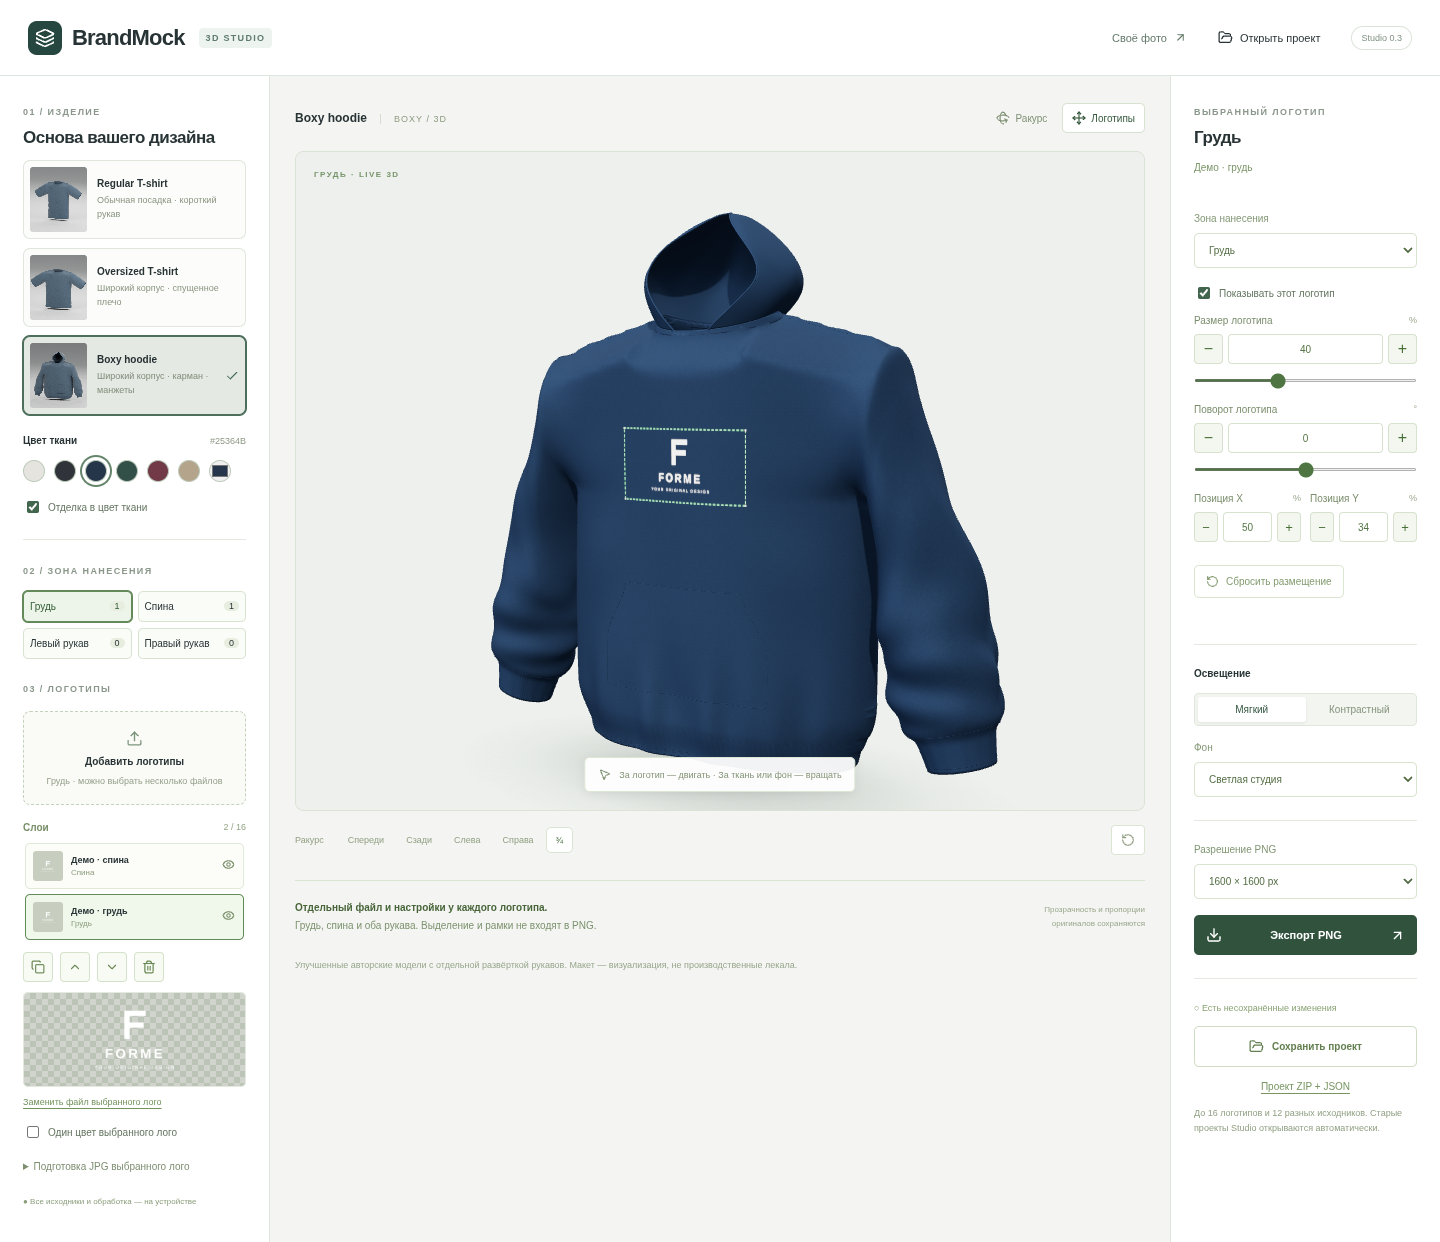 BrandMock
3D STUDIO
Своё фото
Открыть проект
Studio 0.3
01 / ИЗДЕЛИЕ
Основа вашего дизайна
Regular T-shirt
Обычная посадка · короткий
рукав
Oversized T-shirt
Широкий корпус · спущенное
плечо
Boxy hoodie
Широкий корпус · карман ·
манжеты
Цвет ткани
#25364B
Отделка в цвет ткани
02 / ЗОНА НАНЕСЕНИЯ
Грудь 1
Спина 1
Левый рукав 0
Правый рукав 0
03 / ЛОГОТИПЫ
Добавить логотипы
Грудь · можно выбрать несколько файлов
Слои
2 / 16
Демо · спина
Спина
Демо · грудь
Грудь
F
FORME
Заменить файл выбранного лого
Один цвет выбранного лого
Подготовка JPG выбранного лого
● Все исходники и обработка — на устройстве
Boxy hoodie
BOXY / 3D
Ракурс
Логотипы
ГРУДЬ · LIVE 3D
F
FORME
YOUR ORIGINAL DESIGN
За логотип — двигать · За ткань или фон — вращать
Ракурс
Спереди
Сзади
Слева
Справа
¾
Отдельный файл и настройки у каждого логотипа.
Грудь, спина и оба рукава. Выделение и рамки не входят в PNG.
Прозрачность и пропорции
оригиналов сохраняются
Улучшенные авторские модели с отдельной развёрткой рукавов. Макет — визуализация, не производственные лекала.
ВЫБРАННЫЙ ЛОГОТИП
Грудь
Демо · грудь
Зона нанесения
Грудь
Показывать этот логотип
Размер логотипа
%
− 40 +
Поворот логотипа
°
− 0 +
Позиция X %
Позиция Y %
− 50 +
− 34 +
Сбросить размещение
Освещение
Мягкий
Контрастный
Фон
Светлая студия
Разрешение PNG
1600 × 1600 px
Экспорт PNG
○ Есть несохранённые изменения
Сохранить проект
Проект ZIP + JSON
До 16 логотипов и 12 разных исходников. Старые
проекты Studio открываются автоматически.